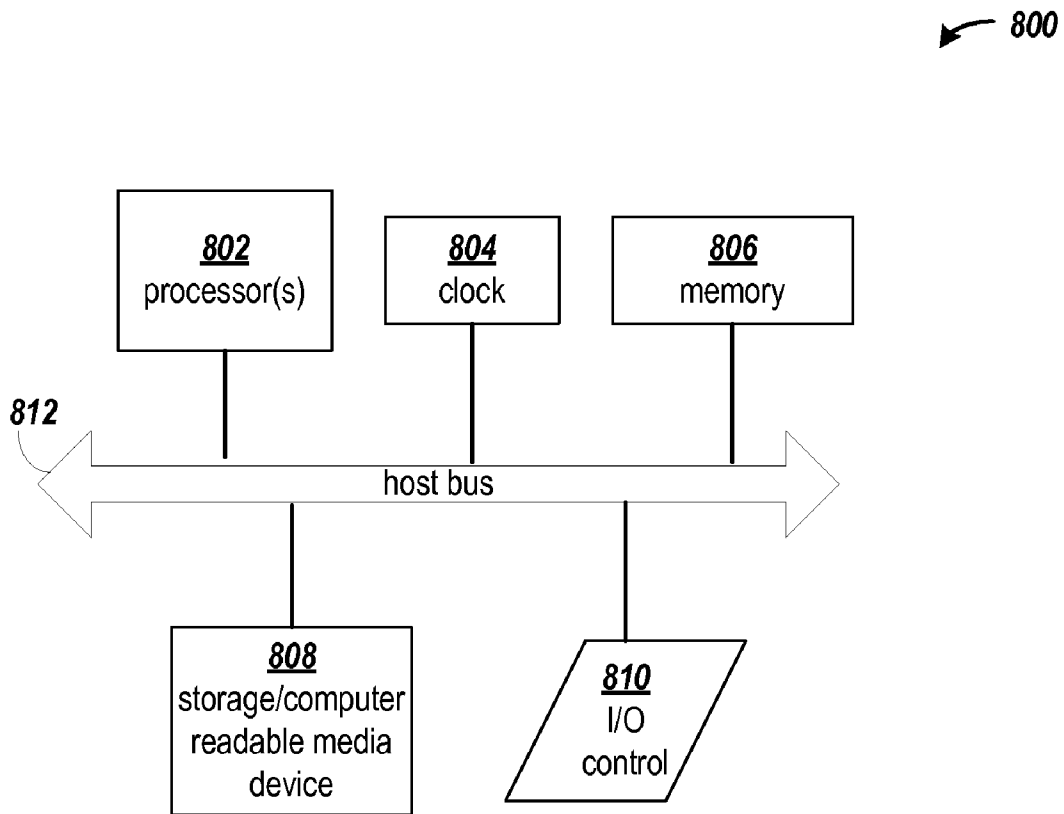 800
802
processor(s)
804
clock
806
memory
812
host bus
808
storage/computer
readable media
device
810
I/O
control